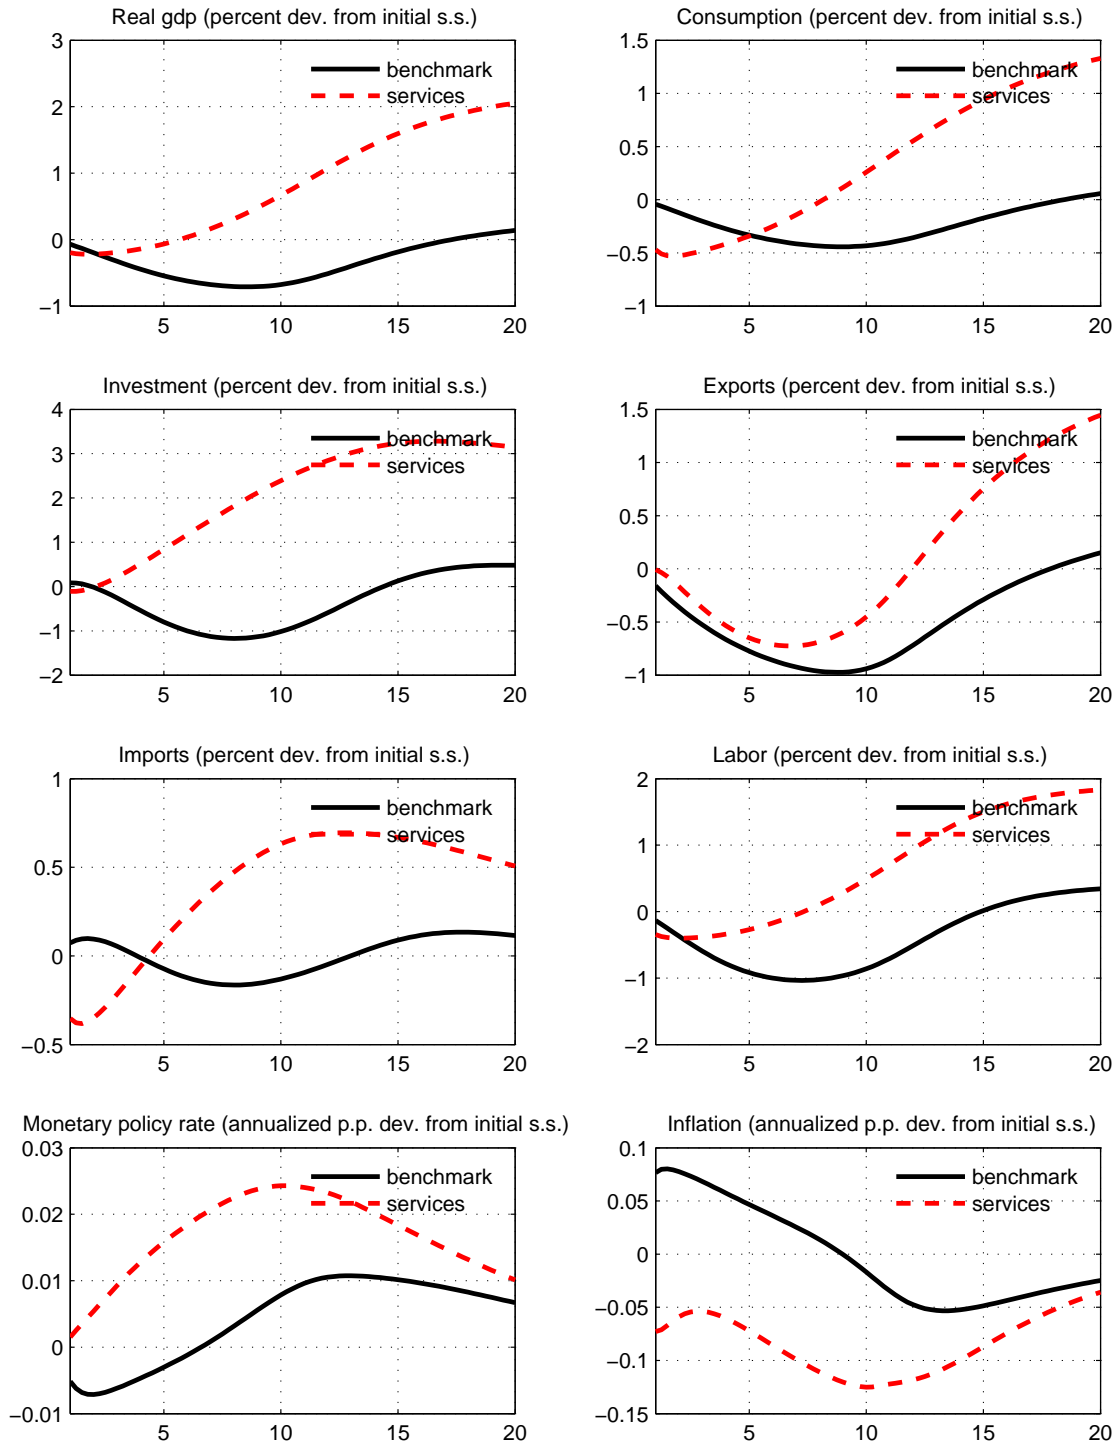 Real gdp (percent dev. from initial s.s.)
3
2
1
0
−1
5 10 15 20
benchmark
services
Consumption (percent dev. from initial s.s.)
1.5
1
0.5
0
−0.5
−1
5 10 15 20
benchmark
services
Investment (percent dev. from initial s.s.)
4
3
2
1
0
−1
−2
5 10 15 20
benchmark
services
Exports (percent dev. from initial s.s.)
1.5
1
0.5
0
−0.5
−1
5 10 15 20
benchmark
services
Imports (percent dev. from initial s.s.)
1
0.5
0
−0.5
5 10 15 20
benchmark
services
Labor (percent dev. from initial s.s.)
2
1
0
−1
−2
5 10 15 20
benchmark
services
Monetary policy rate (annualized p.p. dev. from initial s.s.)
0.03
0.02
0.01
0
−0.01
5 10 15 20
benchmark
services
Inflation (annualized p.p. dev. from initial s.s.)
0.1
0.05
0
−0.05
−0.1
−0.15
5 10 15 20
benchmark
services